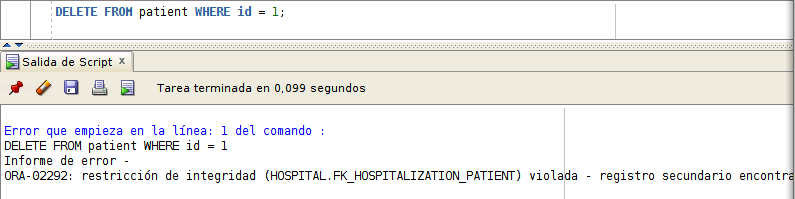 DELETE FROM patient WHERE id = 1;
Salida de Script x
Tarea terminada en 0,099 segundos
Error que empieza en la línea: 1 del comando :
DELETE FROM patient WHERE id = 1
Informe de error -
ORA-02292: restricción de integridad (HOSPITAL.FK_HOSPITALIZATION_PATIENT) violada - registro secundario encontra